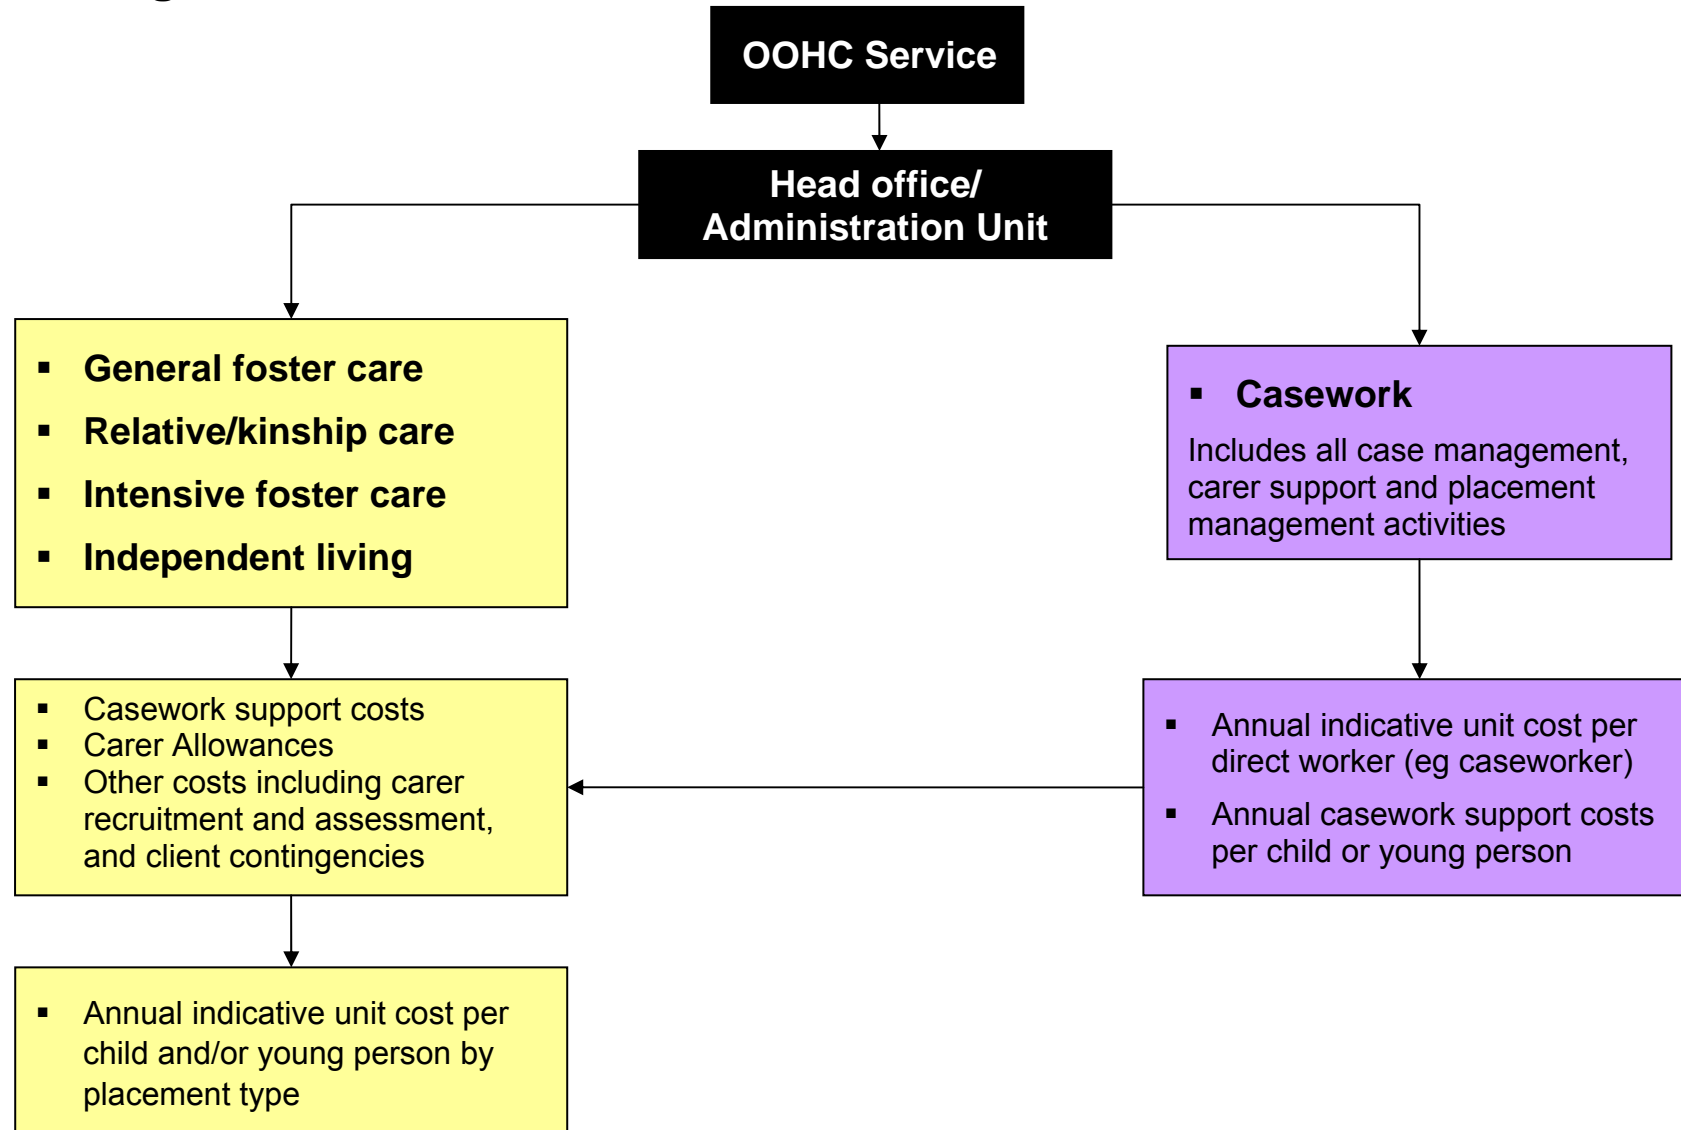 OOHC Service
Head office/
Administration Unit
▪ General foster care
▪ Relative/kinship care
▪ Intensive foster care
▪ Independent living
▪ Casework
Includes all case management,
carer support and placement
management activities
▪ Casework support costs
▪ Carer Allowances
▪ Other costs including carer
recruitment and assessment,
and client contingencies
▪ Annual indicative unit cost per
direct worker (eg caseworker)
▪ Annual casework support costs
per child or young person
▪ Annual indicative unit cost per
child and/or young person by
placement type